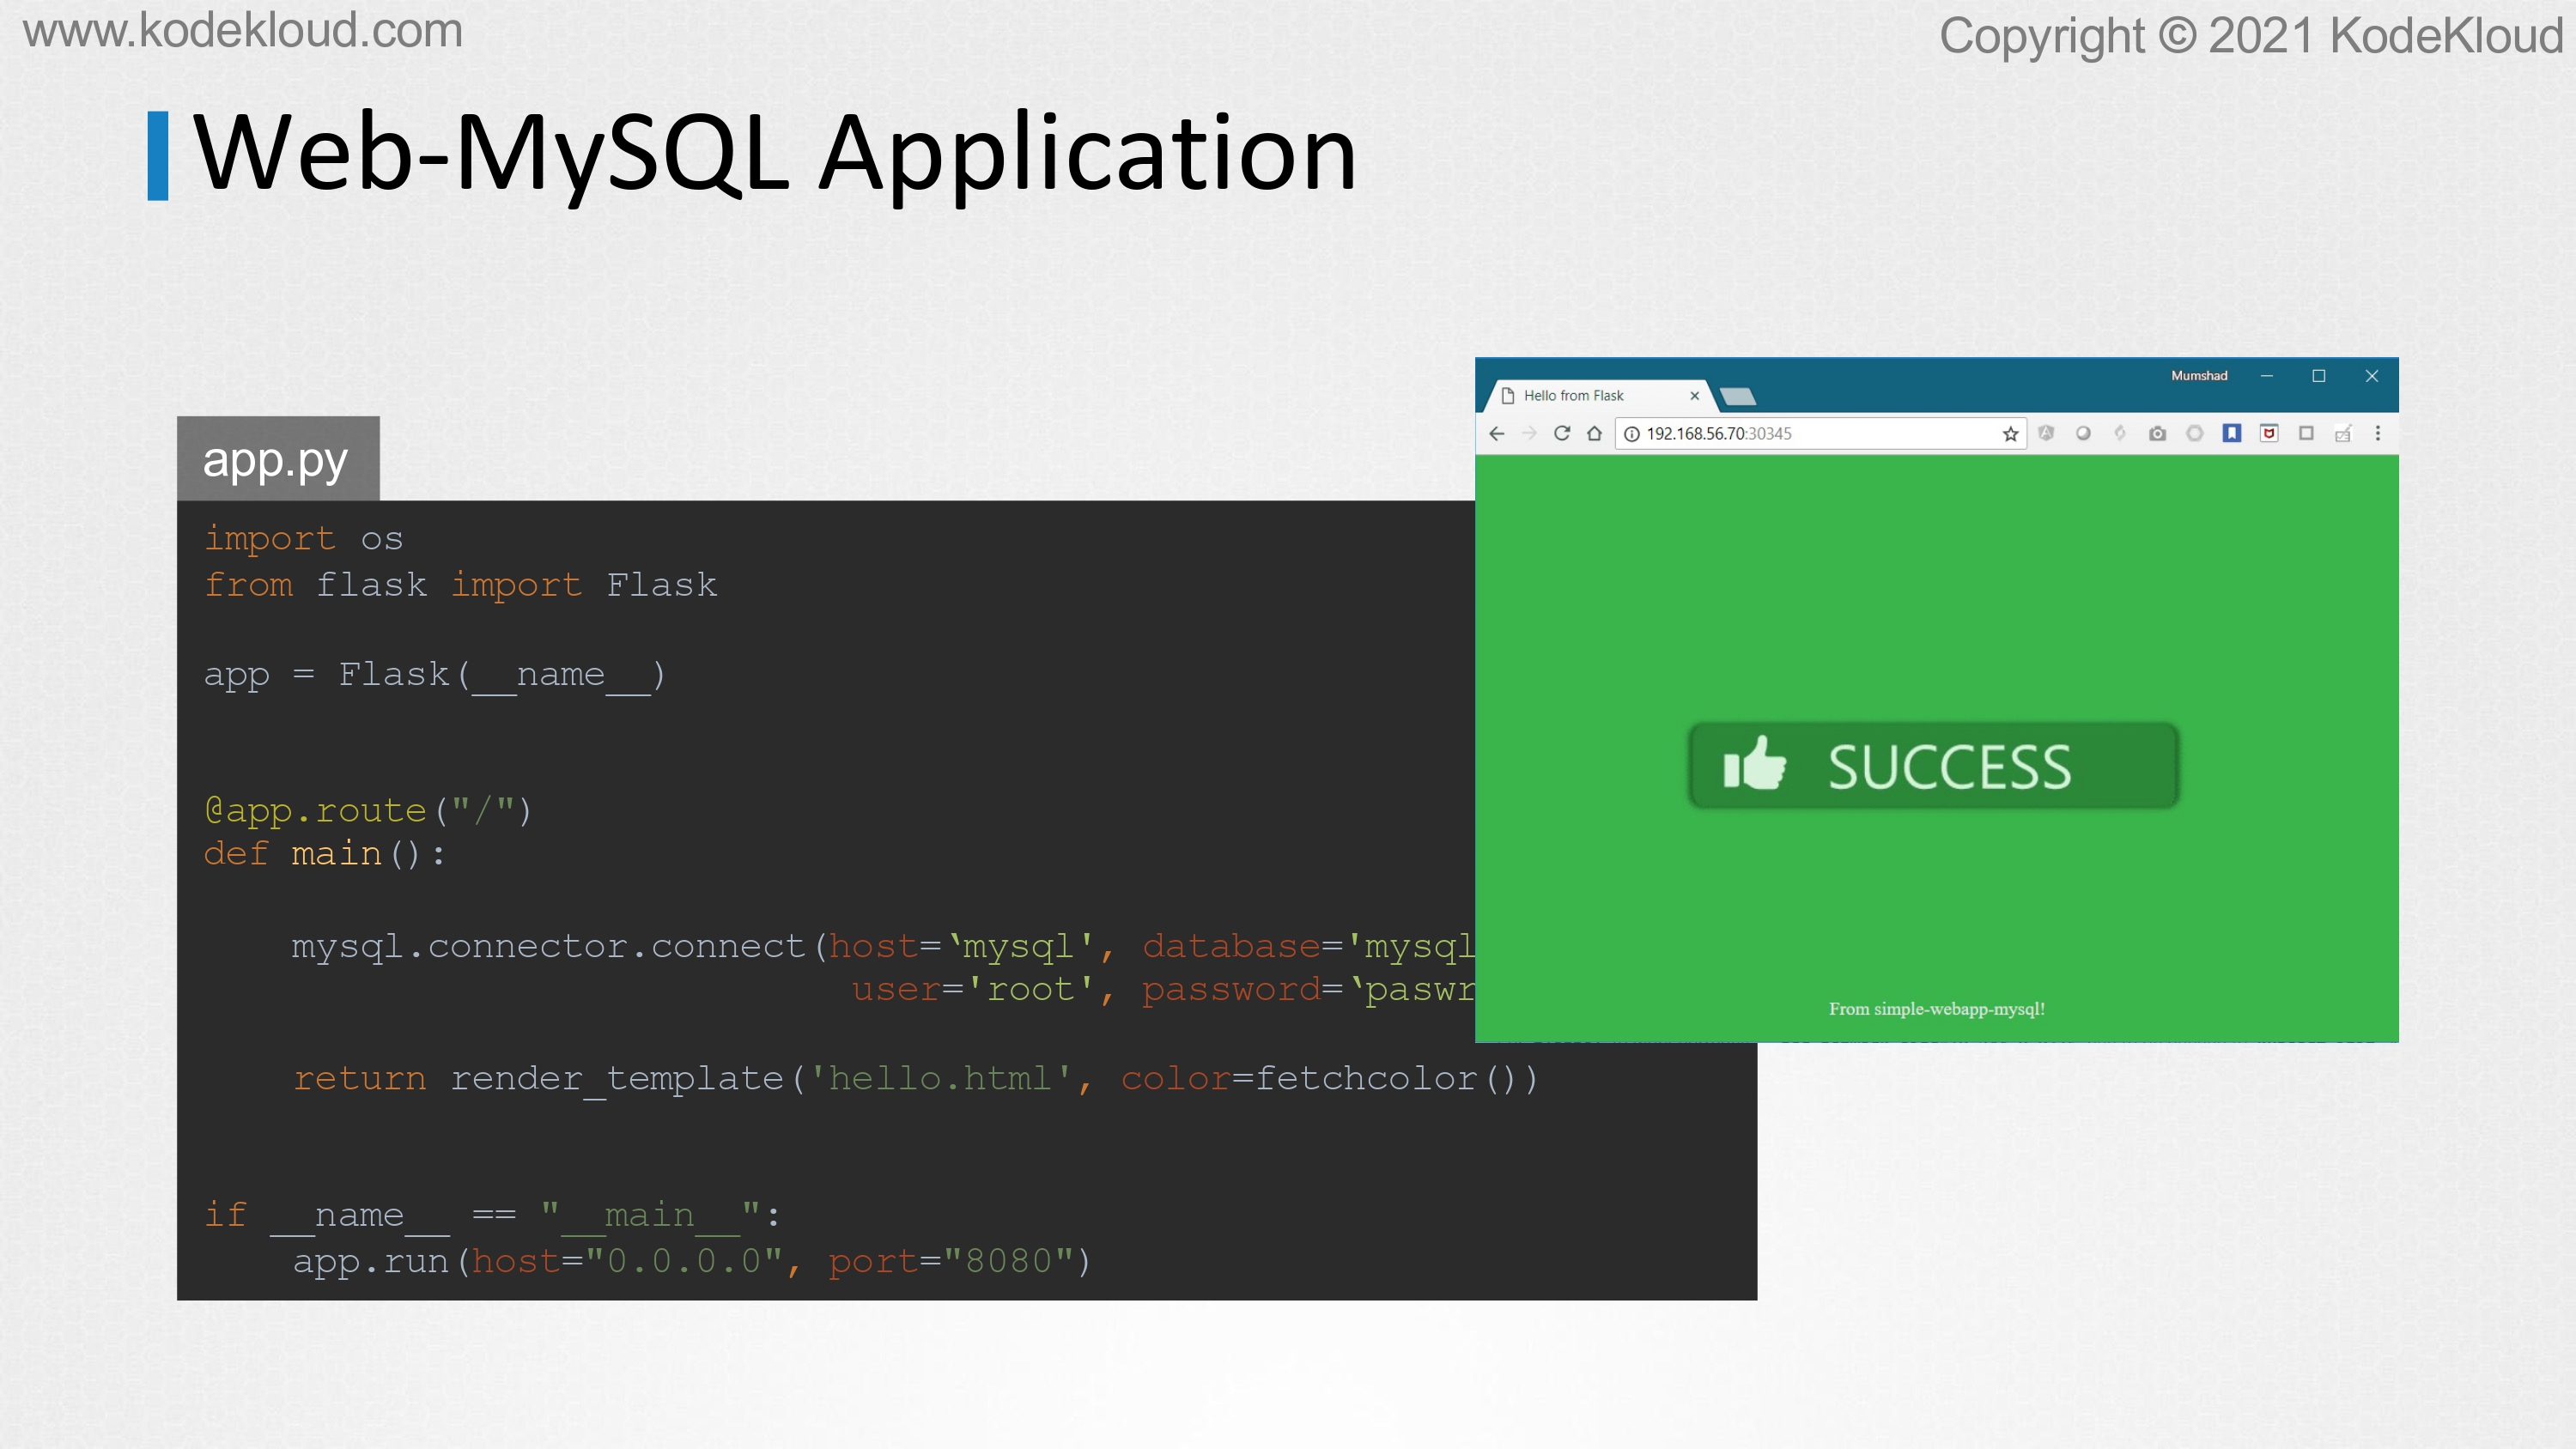 www.kodekloud.com
Copyright © 2021 KodeKloud
Web-MySQL Application
app.py
import os
from flask import Flask
app = Flask(__name__)
@app.route("/")
def main():
mysql.connector.connect(host=‘mysql', database='mysql
user='root', password=‘paswr
return render_template('hello.html', color=fetchcolor())
if __name__ == "__main__":
app.run(host="0.0.0.0", port="8080")
Mumshad
Hello from Flask
192.168.56.70:30345
SUCCESS
From simple-webapp-mysql!